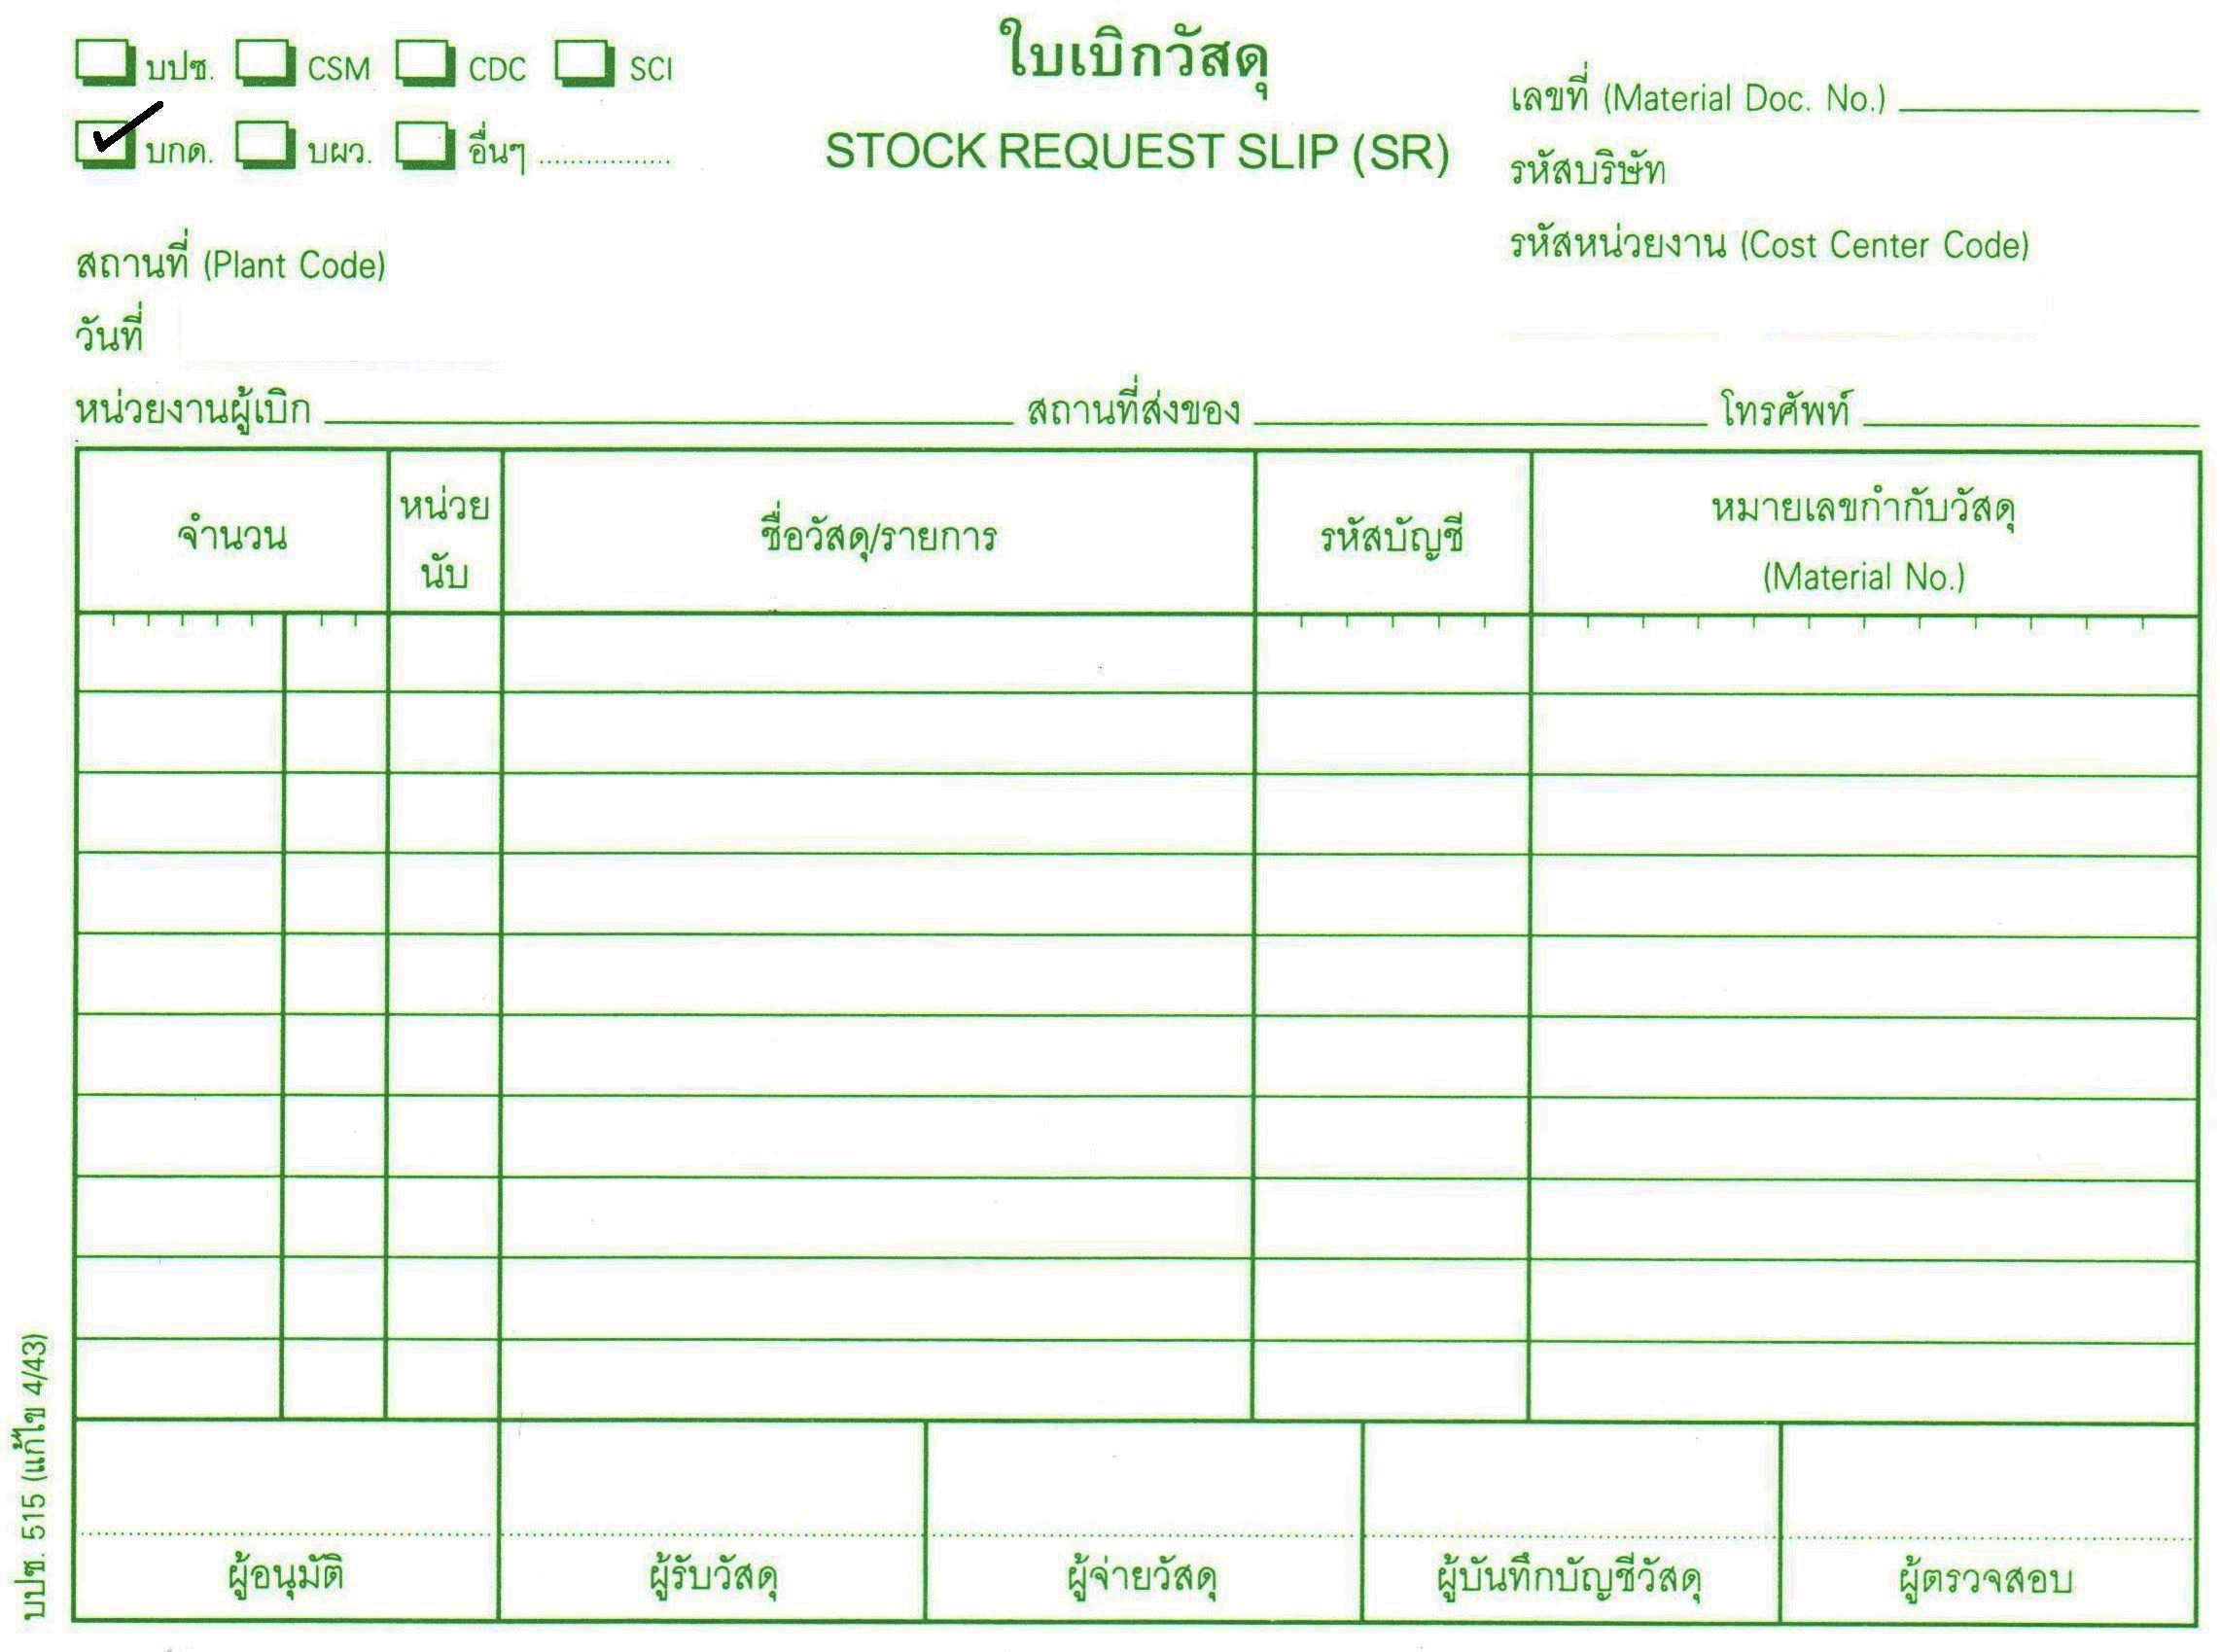 บปซ. CSM CDC SCI
บกด. บผว. อื่นๆ ................
ใบเบิกวัสดุ
STOCK REQUEST SLIP (SR)
เลขที่ (Material Doc. No.)
รหัสบริษัท
รหัสหน่วยงาน (Cost Center Code)
สถานที่ (Plant Code)
วันที่
หน่วยงานผู้เบิก สถานที่ส่งของ โทรศัพท์
จำนวน
หน่วย
นับ
ชื่อวัสดุ/รายการ
รหัสบัญชี
หมายเลขกำกับวัสดุ
(Material No.)
ผู้อนุมัติ ผู้รับวัสดุ ผู้จ่ายวัสดุ ผู้บันทึกบัญชีวัสดุ ผู้ตรวจสอบ
บปซ. 515 (แก้ไข 4/43)